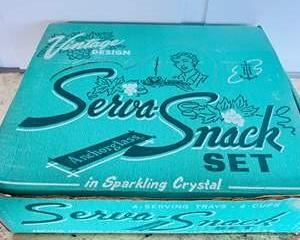 Vintage
DESIGN
Serva-Snack
Anchorglass
SET
in Sparkling Crystal
4-SERVING TRAYS 4-CUPS
Serva-Snack